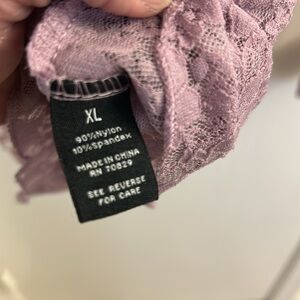 XL
90%Nylon
10%Spandex
MADE IN CHINA
RN 70829
SEE REVERSE
FOR CARE